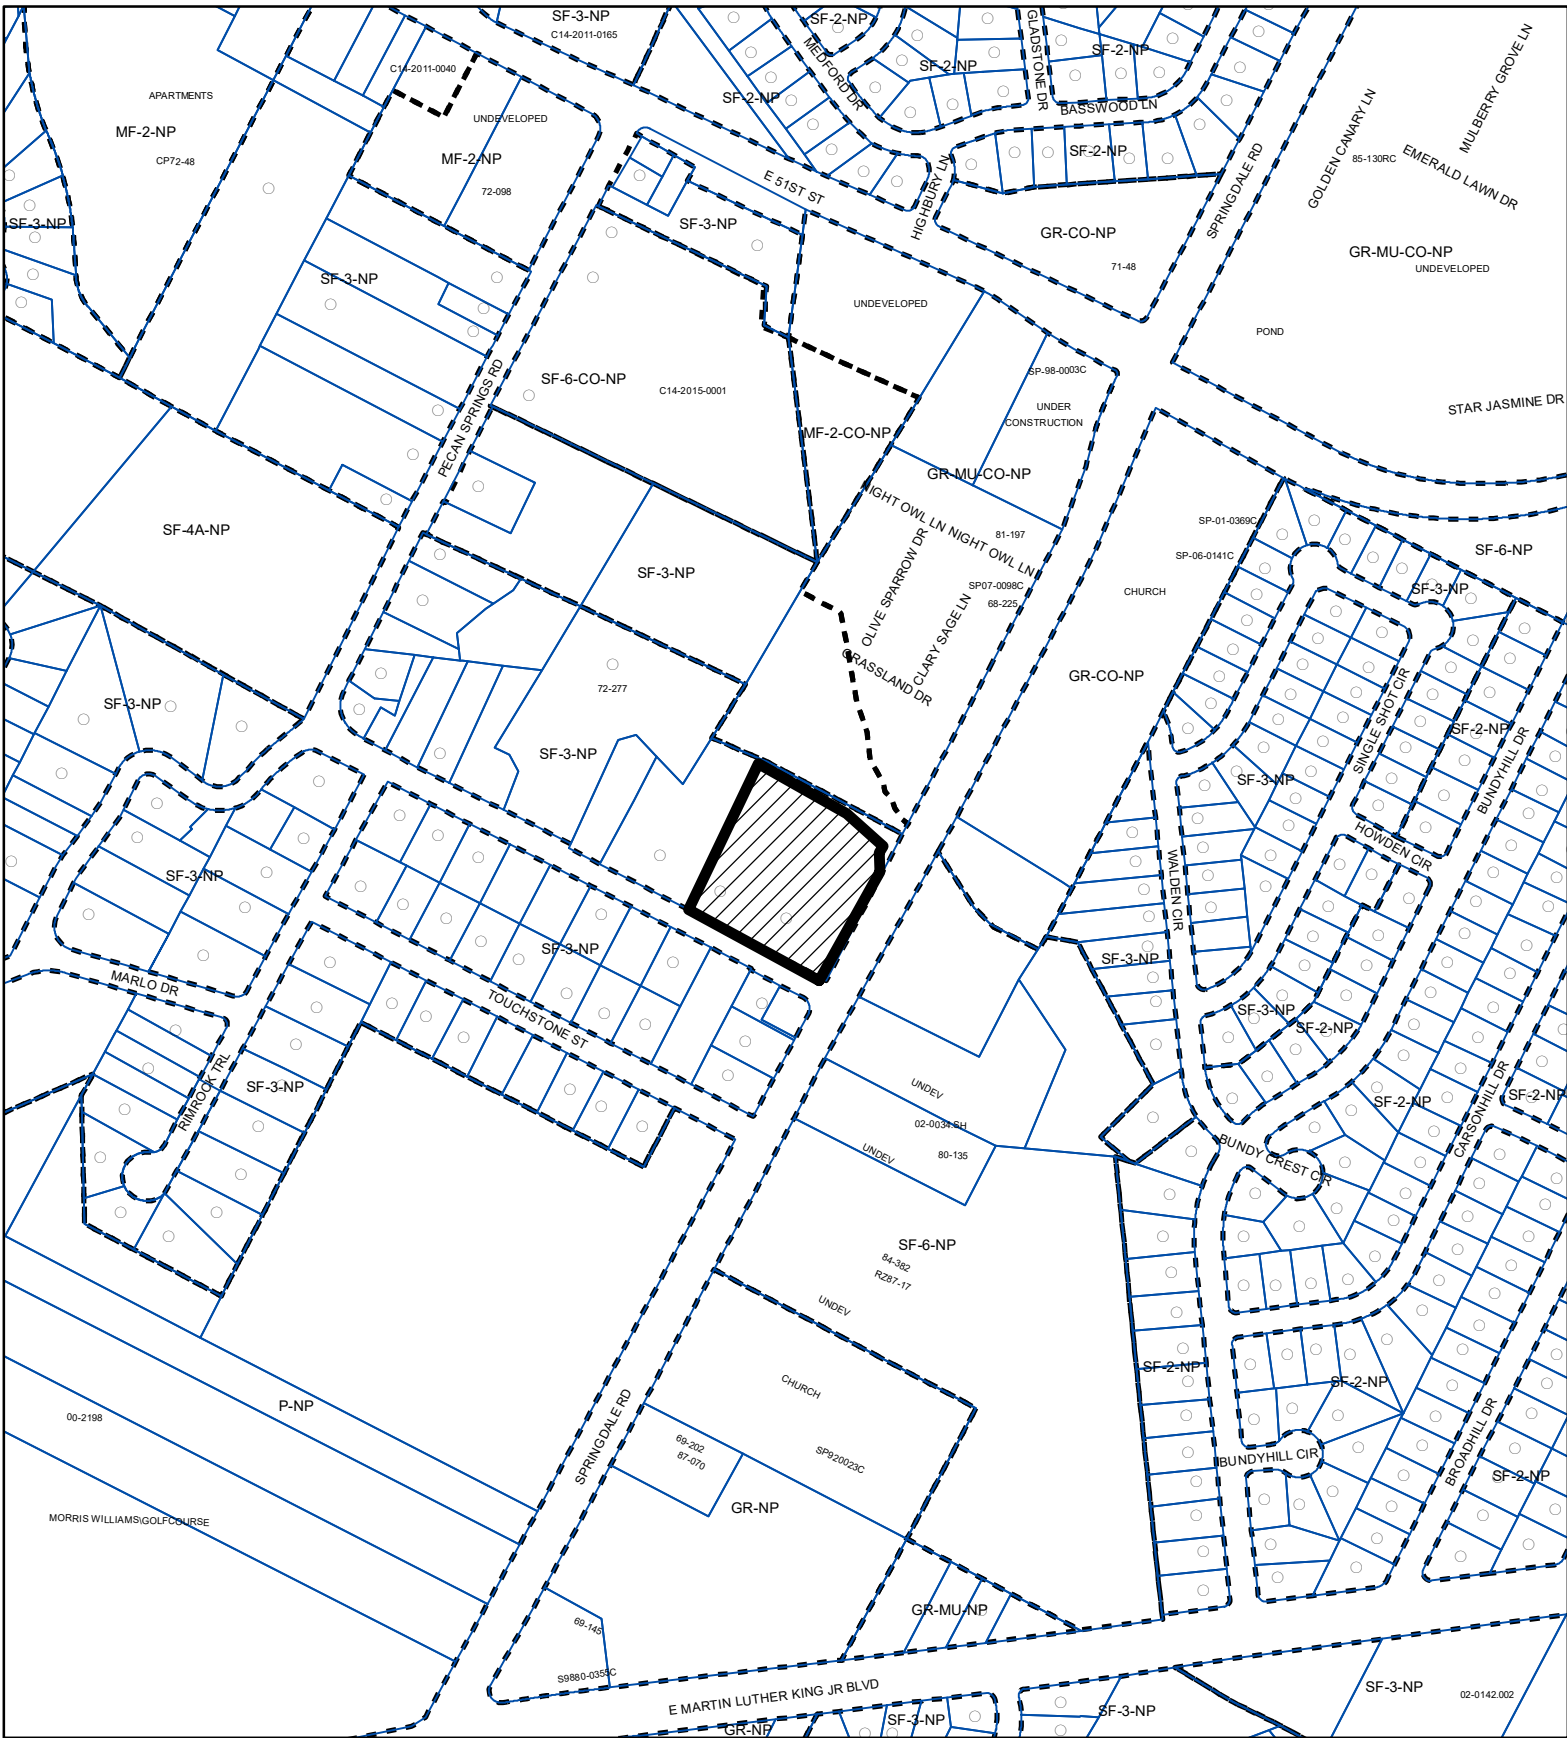 SF-3-NP
C14-2011-0165
SF-2-NP
GLADSTONE DR
SF-2-NP
MEDFORD DR
SF-2-NP
SF-2-NP
BASSWOOD LN
SF-2-NP
C14-2011-0040
APARTMENTS
MF-2-NP
CP72-48
UNDEVELOPED
MF-2-NP
72-098
SF-3-NP
E 51ST ST
HIGHBURY LN
SPRINGDALE RD
GOLDEN CANARY LN
MULBERRY GROVE LN
85-130RC
EMERALD LAWN DR
GR-CO-NP
71-48
GR-MU-CO-NP
UNDEVELOPED
POND
STAR JASMINE DR
SF-3-NP
SF-3-NP
UNDEVELOPED
SF-6-CO-NP
C14-2015-0001
PECAN SPRINGS RD
SP-98-0003C
UNDER
CONSTRUCTION
MF-2-CO-NP
GR-MU-CO-NP
NIGHT OWL LN NIGHT OWL LN
81-197
SF-4A-NP
SF-3-NP
OLIVE SPARROW DR
CLARY SAGE LN
GRASSLAND DR
SP07-0098C
68-225
SP-01-0369C
SP-06-0141C
CHURCH
SF-6-NP
SF-3-NP
GR-CO-NP
72-277
SF-3-NP
SF-3-NP
SINGLE SHOT CIR
SF-2-NP
BUNDYHILL DR
SF-3-NP
HOWDEN CIR
WALDEN CIR
SF-3-NP
SF-3-NP
SF-3-NP
MARLO DR
TOUCHSTONE ST
RIMROCK TRL
SF-3-NP
SF-3-NP
SF-2-NP
UNDEV
02-0034.SH
UNDEV
80-135
SF-2-NP
CARSONHILL DR
SF-2-NP
BUNDY CREST CIR
SF-6-NP
84-382
RZ87-17
UNDEV
SF-2-NP
SF-2-NP
CHURCH
P-NP
00-2198
SPRINGDALE RD
69-202
87-070
SP920023C
BUNDYHILL CIR
BROADHILL DR
SF-2-NP
GR-NP
MORRIS WILLIAMS\GOLFCOURSE
GR-MU-NP
69-145
S9880-0355C
E MARTIN LUTHER KING JR BLVD
GR-NP
SF-3-NP
SF-3-NP
SF-3-NP
02-0142.002